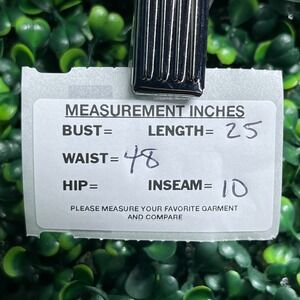 MEASUREMENT INCHES
BUST= LENGTH= 25
WAIST= 48
HIP= INSEAM= 10
PLEASE MEASURE YOUR FAVORITE GARMENT
AND COMPARE